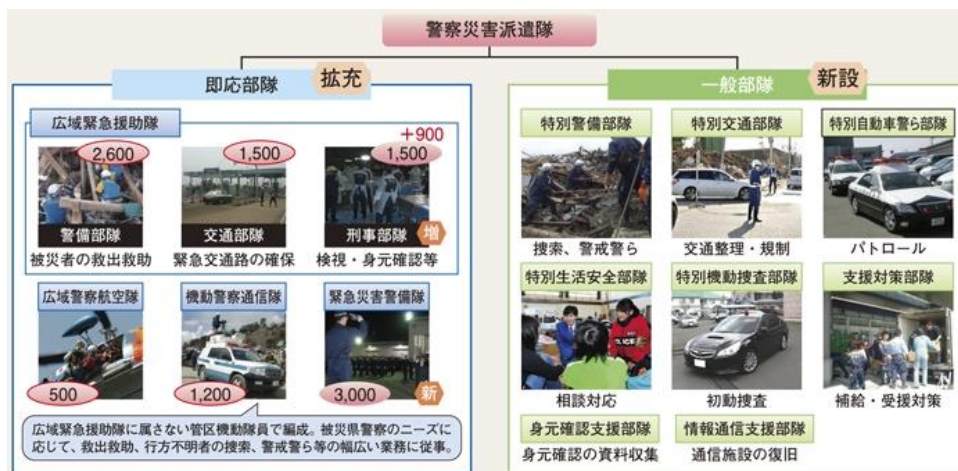 警察災害派遣隊
即応部隊
拡充
広域緊急援助隊
2,600
警備部隊
被災者の救出救助
1,500
交通部隊
緊急交通路の確保
+900
1,500
刑事部隊
増
検視・身元確認等
広域警察航空隊
500
機動警察通信隊
1,200
緊急災害警備隊
3,000
新
広域緊急援助隊に属さない管区機動隊員で編成。被災県警察のニーズに
応じて、救出救助、行方不明者の捜索、警戒警ら等の幅広い業務に従事。
一般部隊
新設
特別警備部隊
捜索、警戒警ら
特別交通部隊
交通整理・規制
特別自動車警ら部隊
パトロール
特別生活安全部隊
相談対応
特別機動捜査部隊
初動捜査
支援対策部隊
補給・受援対策
身元確認支援部隊
身元確認の資料収集
情報通信支援部隊
通信施設の復旧